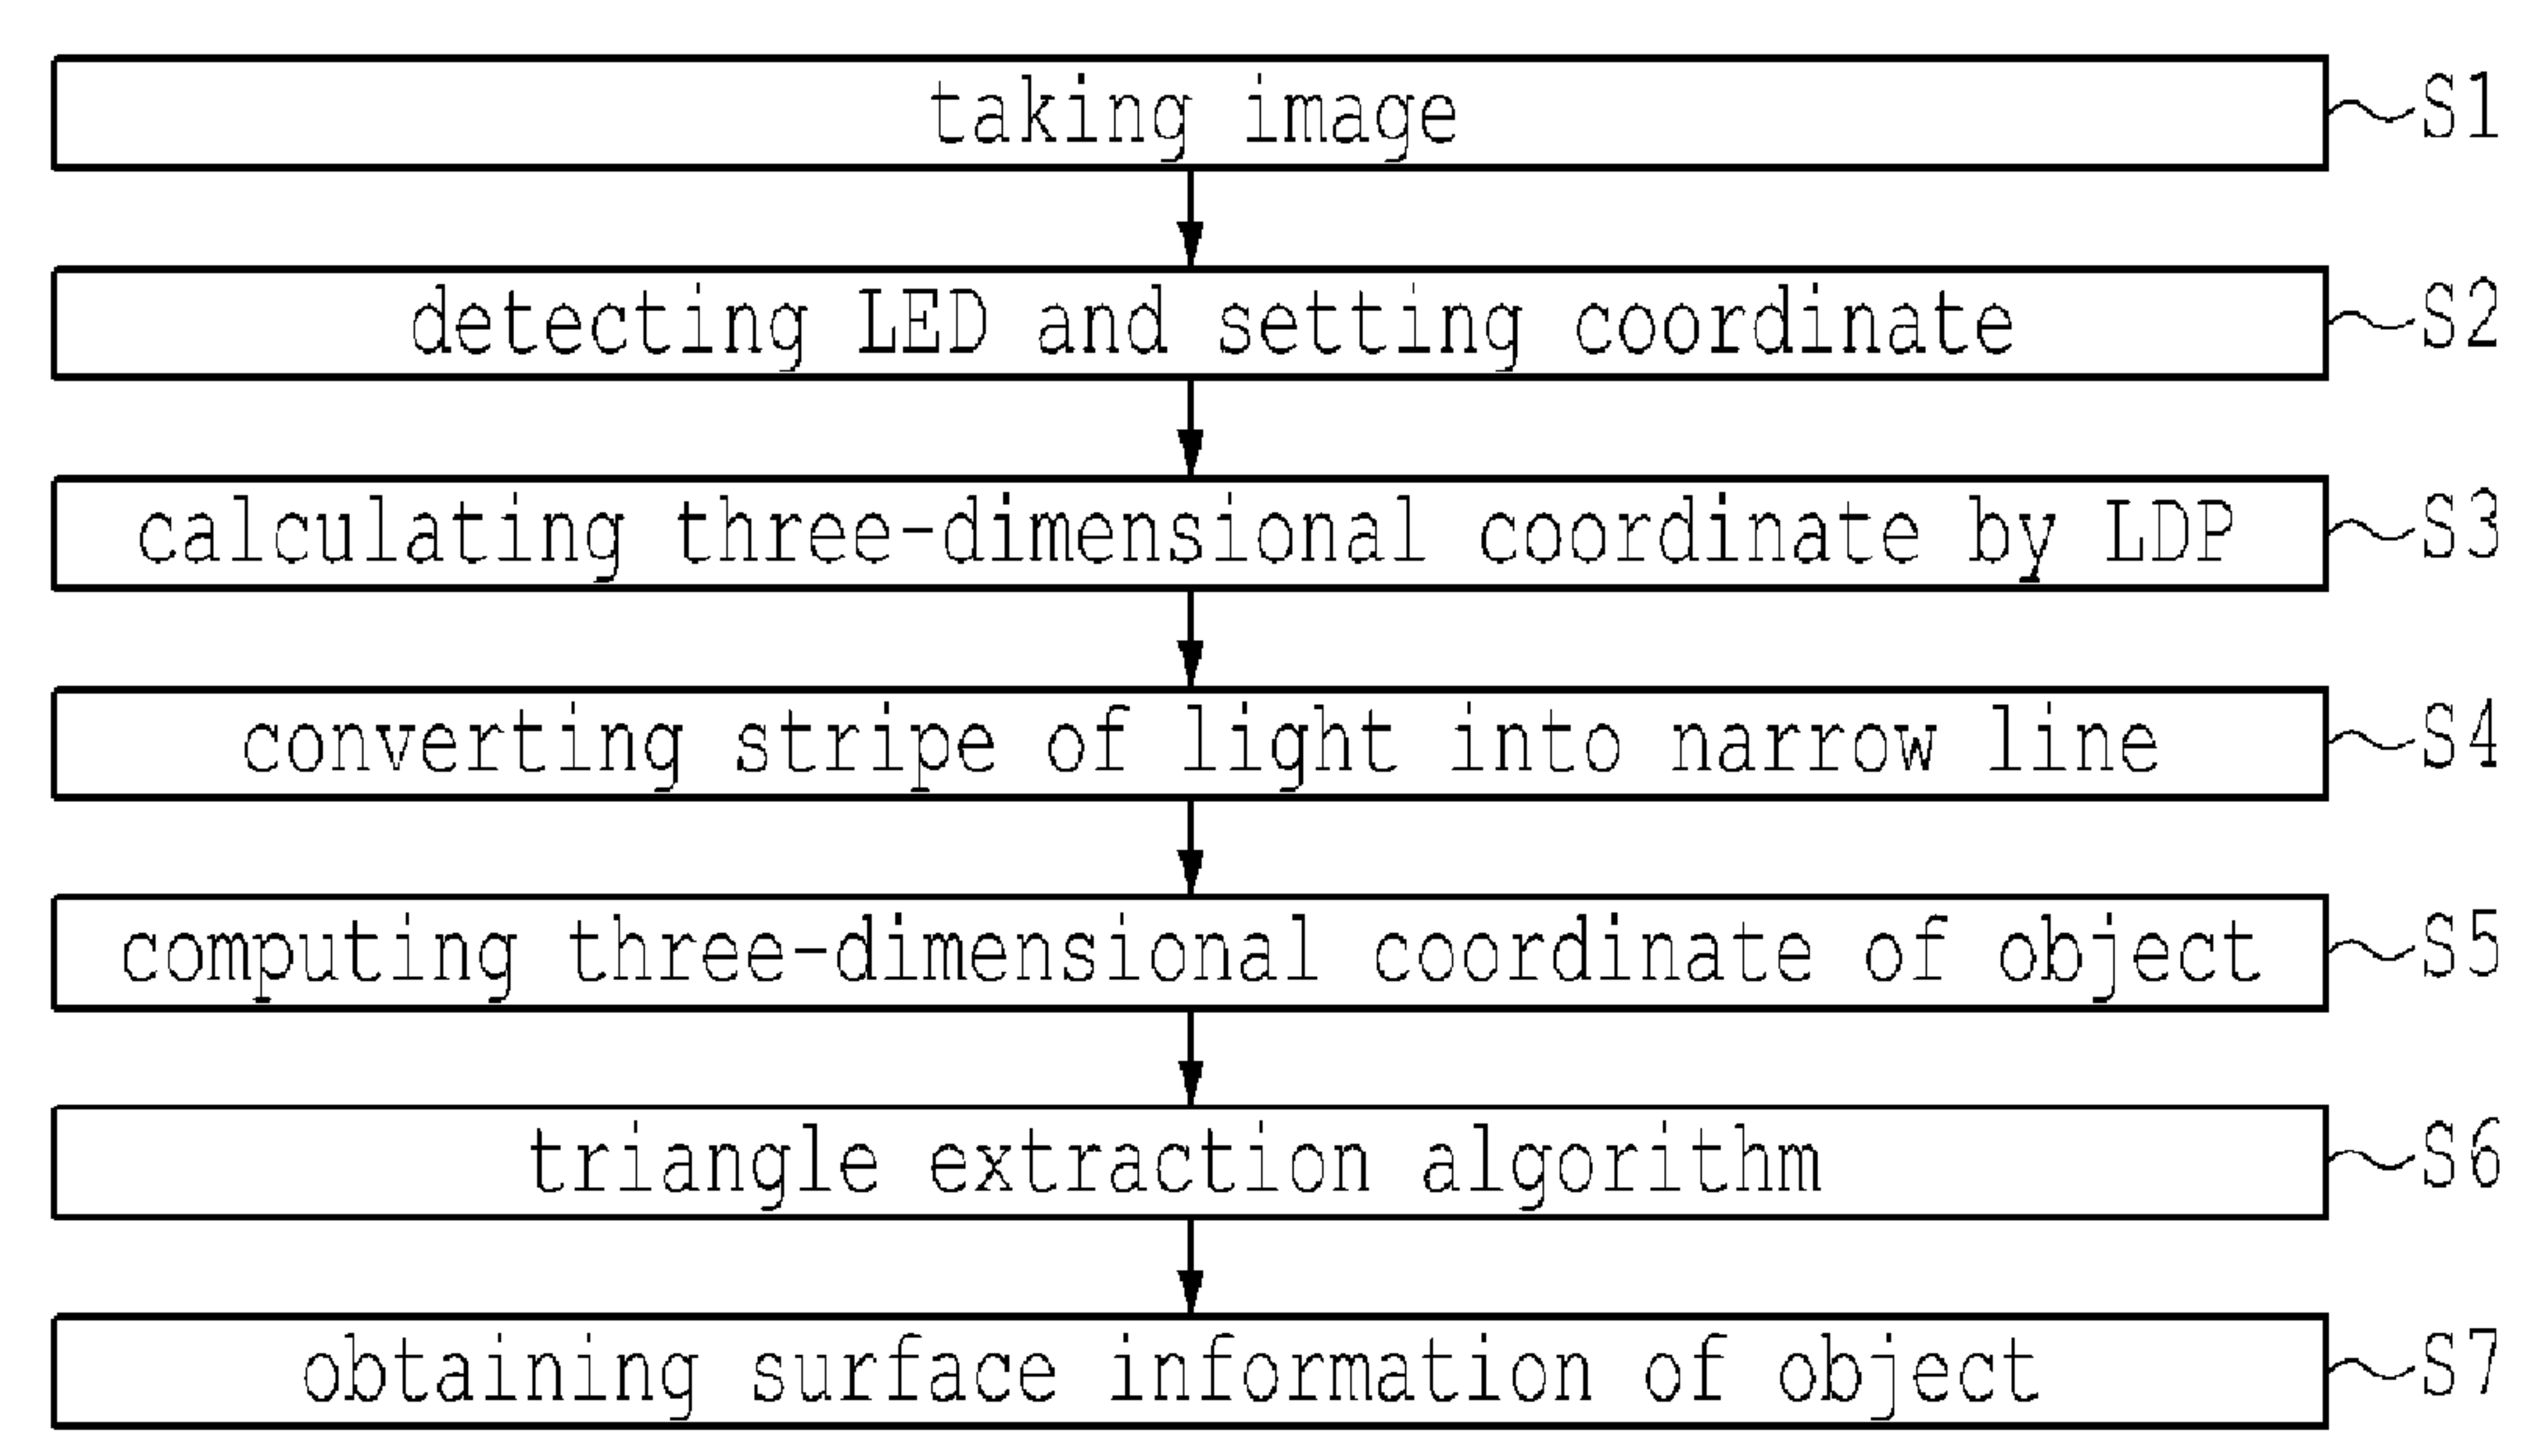 taking image S1
detecting LED and setting coordinate S2
calculating three-dimensional coordinate by LDP S3
converting stripe of light into narrow line S4
computing three-dimensional coordinate of object S5
triangle extraction algorithm S6
obtaining surface information of object S7